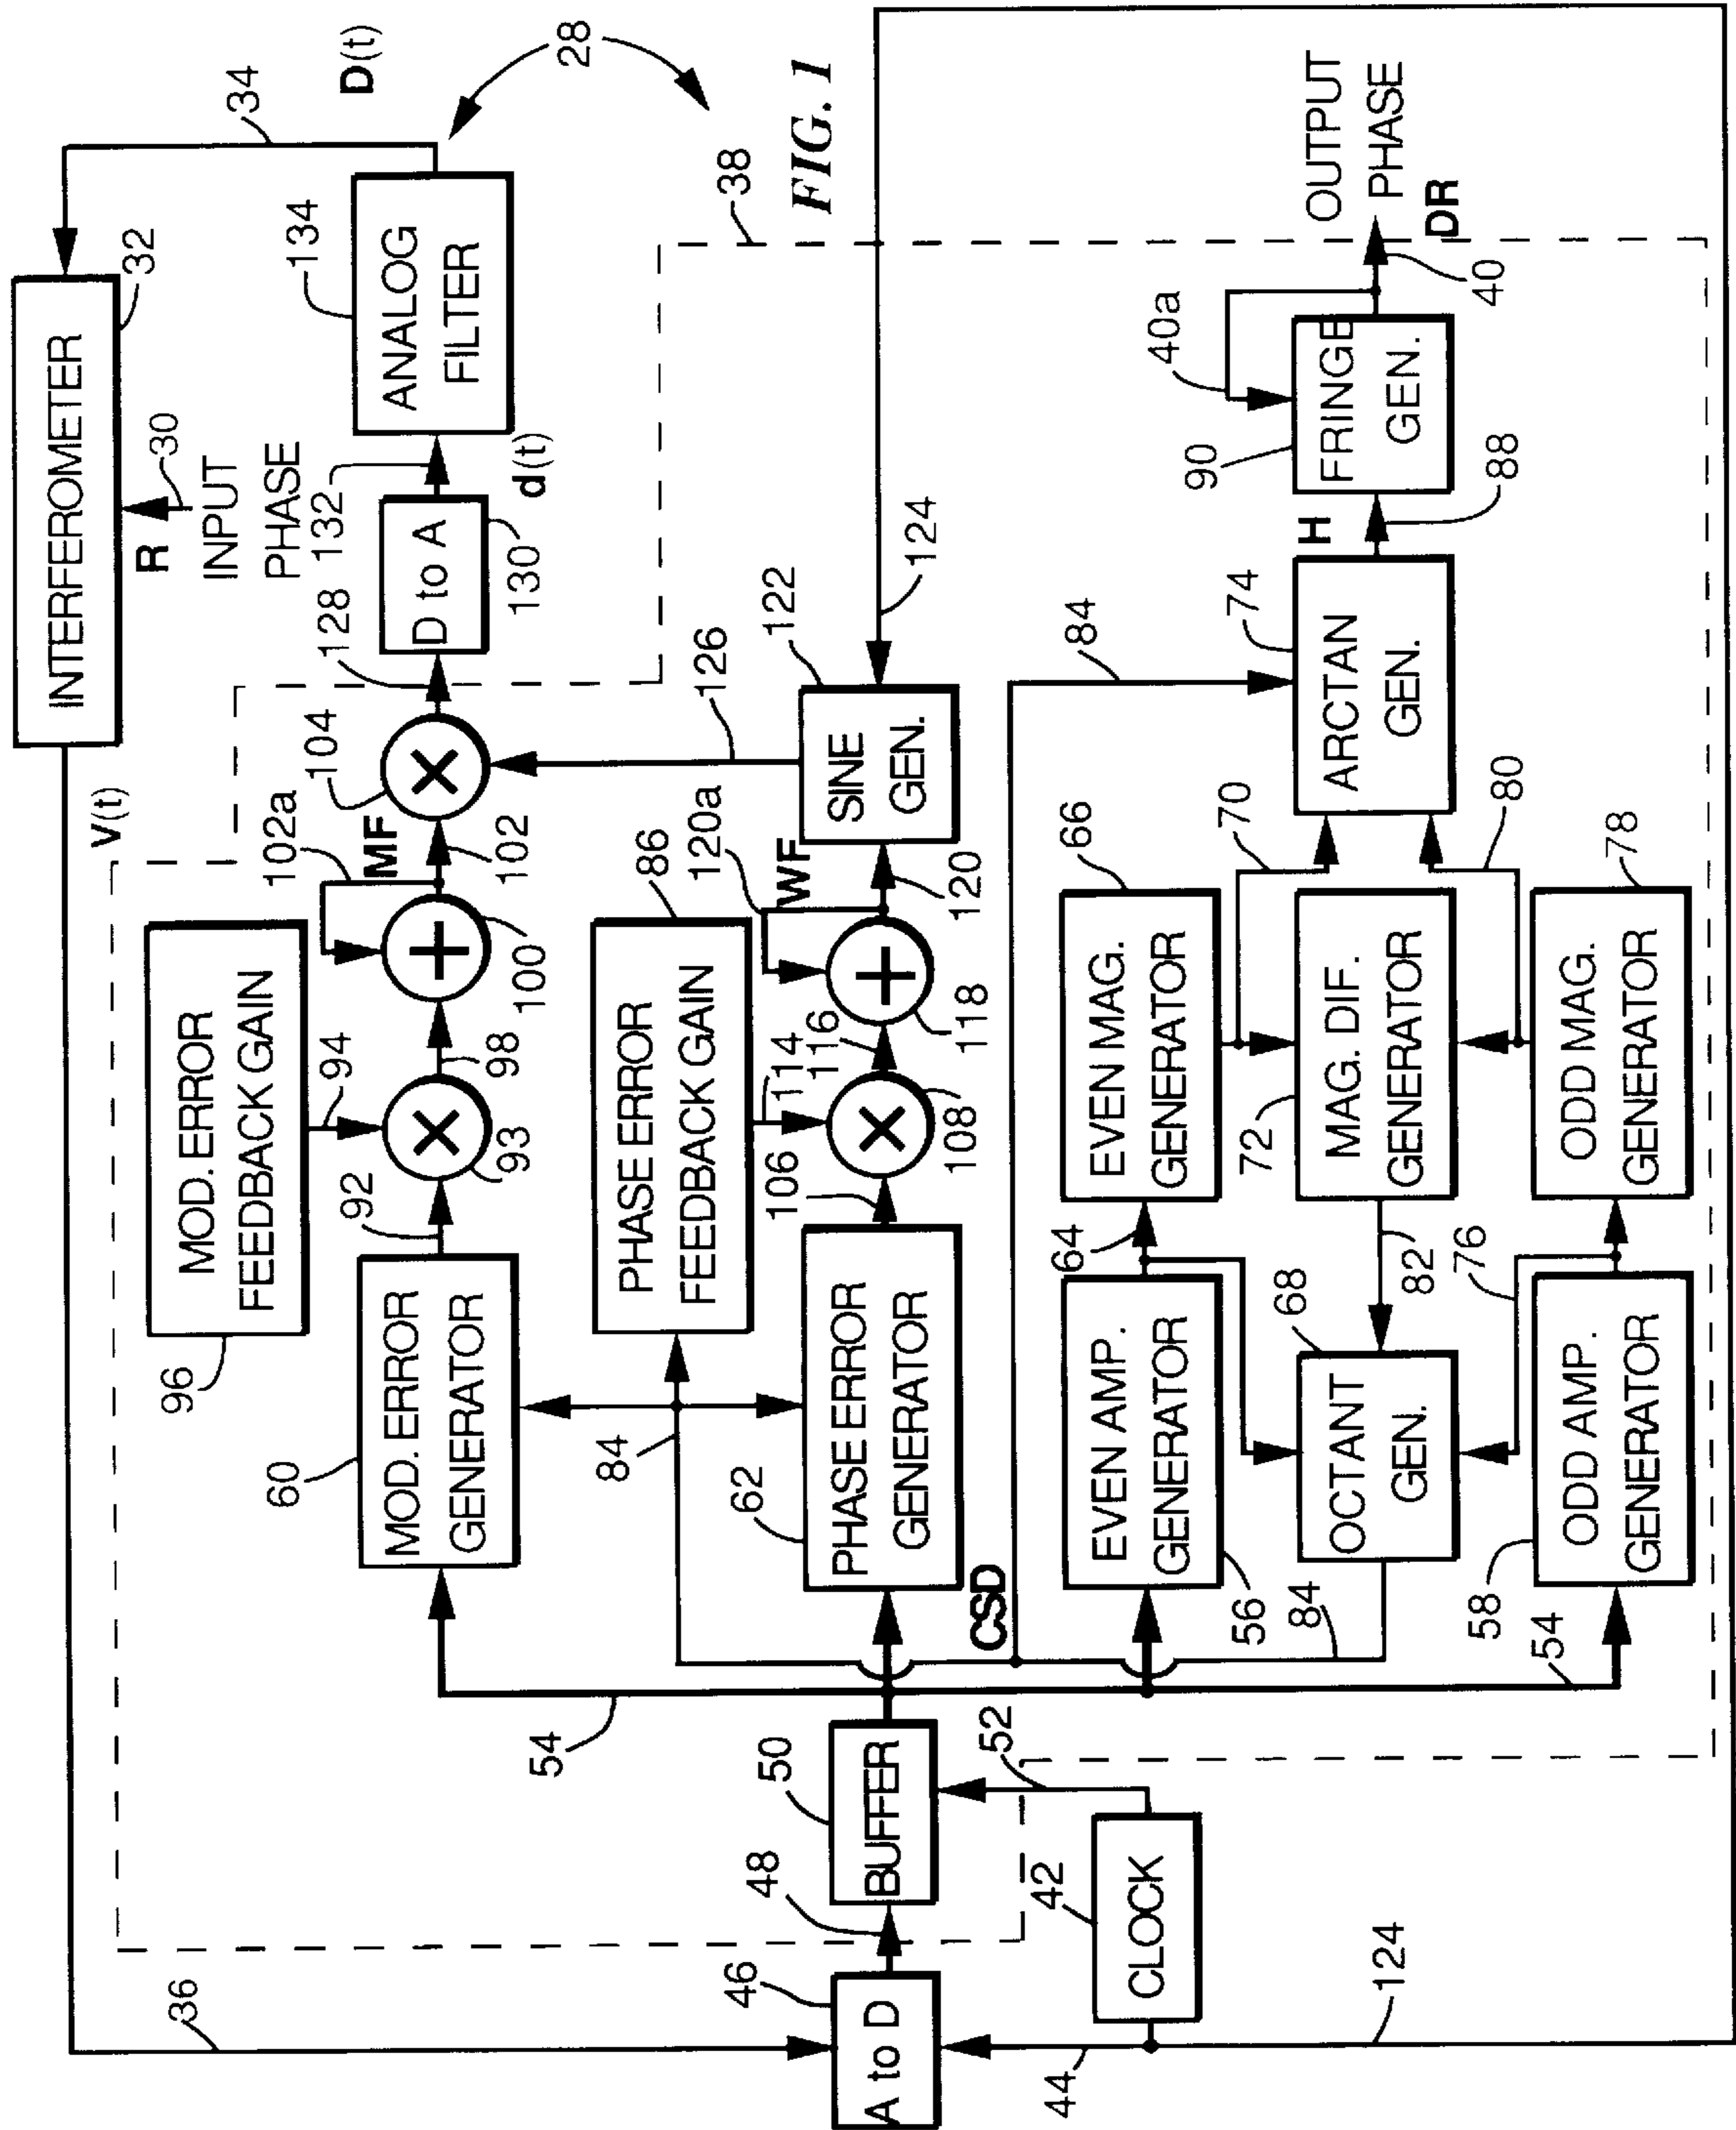 36
V(t)
INTERFEROMETER
32
34
D(t)
R
30
INPUT
PHASE
28
96
MOD. ERROR
FEEDBACK GAIN
94
102a
MF
104
128
132
134
ANALOG
FILTER
60
MOD. ERROR
GENERATOR
92
93
98
100
102
D to A
130
d(t)
38
FIG. 1
54
84
PHASE ERROR
FEEDBACK GAIN
86
120a
WF
126
122
124
62
PHASE ERROR
GENERATOR
106
114
116
108
118
120
SINE
GEN.
46
A to D
48
50
BUFFER
CSD
52
44
42
CLOCK
124
56
EVEN AMP.
GENERATOR
64
EVEN MAG.
GENERATOR
66
70
84
74
84
OCTANT
GEN.
68
82
72
MAG. DIF.
GENERATOR
ARCTAN
GEN.
H
88
90
FRINGE
GEN.
40a
40
DR
OUTPUT
PHASE
54
58
ODD AMP.
GENERATOR
76
ODD MAG.
GENERATOR
78
80